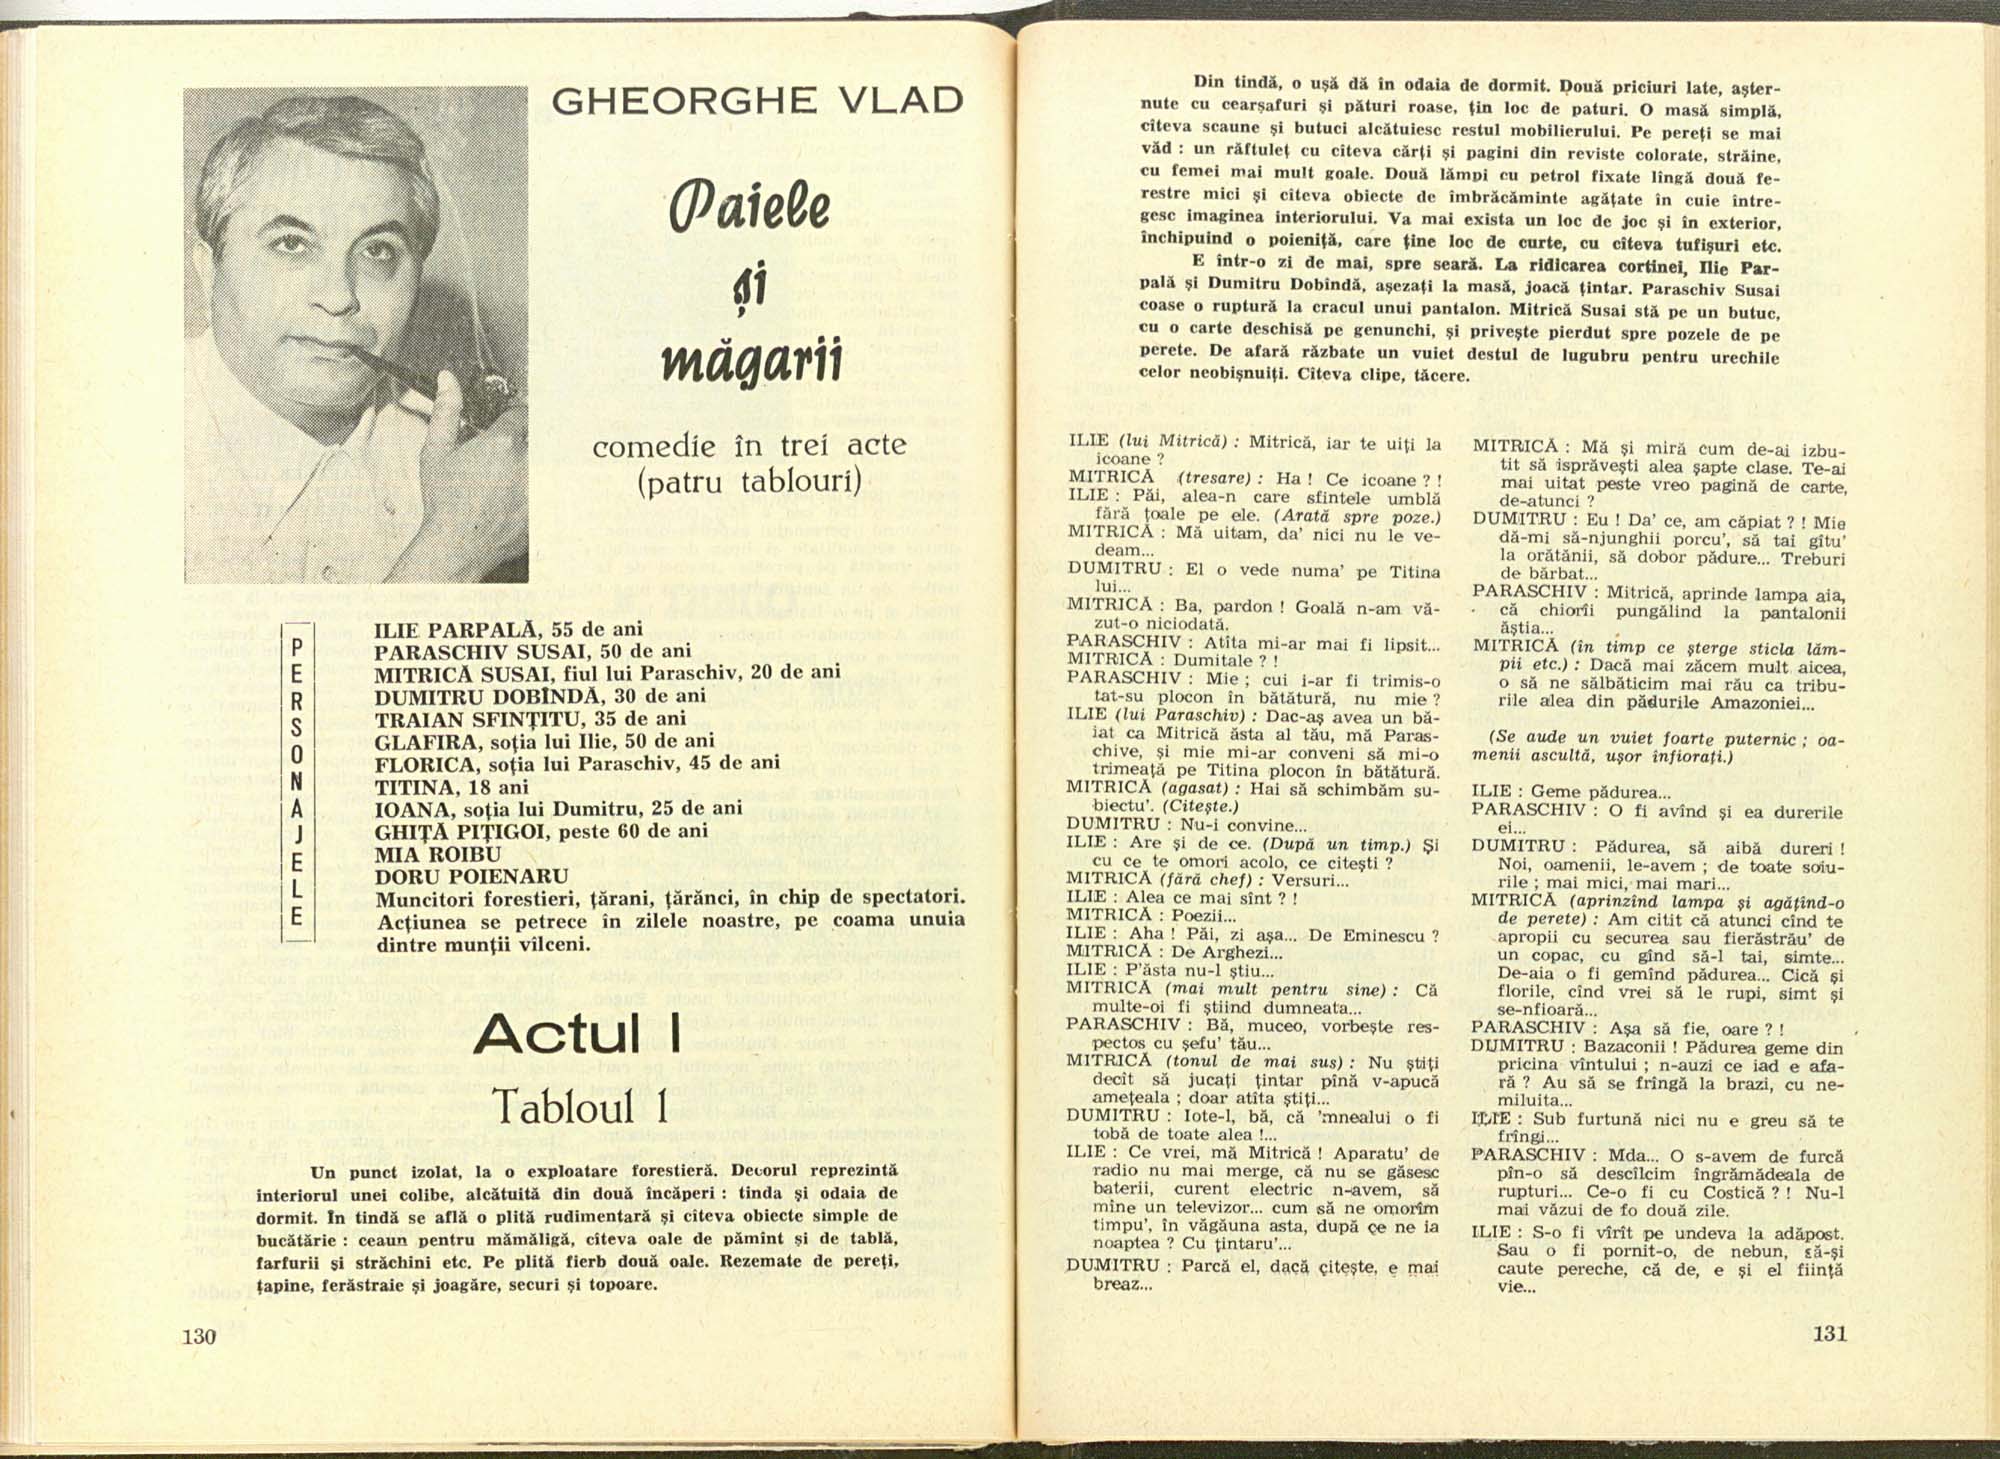 GHEORGHE VLAD
Paiele
și
măgarii
comedie în trei acte
(patru tablouri)
PERSONAJELE
ILIE PARPALĂ, 55 de ani
PARASCHIV SUSAI, 50 de ani
MITRICĂ SUSAI, fiul lui Paraschiv, 20 de ani
DUMITRU DOBÎNDĂ, 30 de ani
TRAIAN SFINȚITU, 35 de ani
GLAFIRA, soția lui Ilie, 50 de ani
FLORICA, soția lui Paraschiv, 45 de ani
TITINA, 18 ani
IOANA, soția lui Dumitru, 25 de ani
GHIȚĂ PIȚIGOI, peste 60 de ani
MIA ROIBU
DORU POIENARU
Muncitori forestieri, țărani, țărănci, în chip de spectatori.
Acțiunea se petrece în zilele noastre, pe coama unuia
dintre munții vîlceni.
Actul I
Tabloul 1
Un punct izolat, la o exploatare forestieră. Decorul reprezintă
interiorul unei colibe, alcătuită din două încăperi : tinda și odaia de
dormit. În tindă se află o plită rudimentară și cîteva obiecte simple de
bucătărie : ceaun pentru mămăligă, cîteva oale de pămînt și de tablă,
farfurii și străchini etc. Pe plită fierb două oale. Rezemate de pereți,
țapine, ferăstraie și joagăre, securi și topoare.
130
Din tindă, o ușă dă în odaia de dormit. Două priciuri late, așter-
nute cu cearșafuri și pături roase, țin loc de paturi. O masă simplă,
cîteva scaune și butuci alcătuiesc restul mobilierului. Pe pereți se mai
văd : un răftuleț cu cîteva cărți și pagini din reviste colorate, străine,
cu femei mai mult goale. Două lămpi cu petrol fixate lîngă două fe-
restre mici și cîteva obiecte de îmbrăcăminte agățate în cuie între-
gesc imaginea interiorului. Va mai exista un loc de joc și în exterior,
închipuind o poieniță, care ține loc de curte, cu cîteva tufișuri etc.
E într-o zi de mai, spre seară. La ridicarea cortinei, Ilie Par-
pală și Dumitru Dobîndă, așezați la masă, joacă țintar. Paraschiv Susai
coase o ruptură la cracul unui pantalon. Mitrică Susai stă pe un butuc,
cu o carte deschisă pe genunchi, și privește pierdut spre pozele de pe
perete. De afară răzbate un vuiet destul de lugubru pentru urechile
celor neobișnuiți. Cîteva clipe, tăcere.
ILIE (lui Mitrică) : Mitrică, iar te uiți la
icoane ?
MITRICĂ (tresare) : Ha ! Ce icoane ? !
ILIE : Păi, alea-n care sfintele umblă
fără țoale pe ele. (Arată spre poze.)
MITRICĂ : Mă uitam, da' nici nu le ve-
deam...
DUMITRU : El o vede numa' pe Titina
lui...
MITRICĂ : Ba, pardon ! Goală n-am vă-
zut-o niciodată.
PARASCHIV : Atîta mi-ar mai fi lipsit...
MITRICĂ : Dumitale ? !
PARASCHIV : Mie ; cui i-ar fi trimis-o
tat-su plocon în bătătură, nu mie ?
ILIE (lui Paraschiv) : Dac-aș avea un bă-
iat ca Mitrică ăsta al tău, mă Paras-
chive, și mie mi-ar conveni să mi-o
trimeață pe Titina plocon în bătătură.
MITRICĂ (agasat) : Hai să schimbăm su-
biectu'. (Citește.)
DUMITRU : Nu-i convine...
ILIE : Are și de ce. (După un timp.) Și
cu ce te omori acolo, ce citești ?
MITRICĂ (fără chef) : Versuri...
ILIE : Alea ce mai sînt ? !
MITRICĂ : Poezii...
ILIE : Aha ! Păi, zi așa... De Eminescu ?
MITRICĂ : De Arghezi...
ILIE : P'ăsta nu-l știu...
MITRICĂ (mai mult pentru sine) : Că
multe-oi fi știind dumneata...
PARASCHIV : Bă, muceo, vorbește res-
pectos cu șefu' tău...
MITRICĂ (tonul de mai sus) : Nu știți
decît să jucați țintar pînă v-apucă
amețeala ; doar atîta știți...
DUMITRU : Iote-l, bă, că 'mnealui o fi
tobă de toate alea !...
ILIE : Ce vrei, mă Mitrică ! Aparatu' de
radio nu mai merge, că nu se găsesc
baterii, curent electric n-avem, să
mine un televizor... cum să ne omorîm
timpu', în văgăuna asta, după ce ne ia
noaptea ? Cu țintaru'...
DUMITRU : Parcă el, dacă citește, e mai
breaz...
MITRICĂ : Mă și miră cum de-ai izbu-
tit să isprăvești alea șapte clase. Te-ai
mai uitat peste vreo pagină de carte,
de-atunci ?
DUMITRU : Eu ! Da' ce, am căpiat ? ! Mie
dă-mi să-njunghii porcu', să tai gîtu'
la orătănii, să dobor pădure... Treburi
de bărbat...
PARASCHIV : Mitrică, aprinde lampa aia,
că chiorîi pungălind la pantalonii
ăștia...
MITRICĂ (în timp ce șterge sticla lăm-
pii etc.) : Dacă mai zăcem mult aicea,
o să ne sălbăticim mai rău ca tribu-
rile alea din pădurile Amazoniei...
(Se aude un vuiet foarte puternic ; oa-
menii ascultă, ușor înfiorați.)
ILIE : Geme pădurea...
PARASCHIV : O fi avînd și ea durerile
ei...
DUMITRU : Pădurea, să aibă dureri !
Noi, oamenii, le-avem ; de toate soiu-
rile ; mai mici, mai mari...
MITRICĂ (aprinzînd lampa și agățînd-o
de perete) : Am citit că atunci cînd te
apropii cu securea sau fierăstrău' de
un copac, cu gînd să-l tai, simte...
De-aia o fi gemînd pădurea... Cică și
florile, cînd vrei să le rupi, simt și
se-nfioară...
PARASCHIV : Așa să fie, oare ? !
DUMITRU : Bazaconii ! Pădurea geme din
pricina vîntului ; n-auzi ce iad e afa-
ră ? Au să se frîngă la brazi, cu ne-
miluita...
ILIE : Sub furtună nici nu e greu să te
frîngi...
PARASCHIV : Mda... O s-avem de furcă
pîn-o să descîlcim îngrămădeala de
rupturi... Ce-o fi cu Costică ? ! Nu-l
mai văzui de fo două zile.
ILIE : S-o fi vîrît pe undeva la adăpost.
Sau o fi pornit-o, de nebun, să-și
caute pereche, că de, e și el ființă
vie...
131